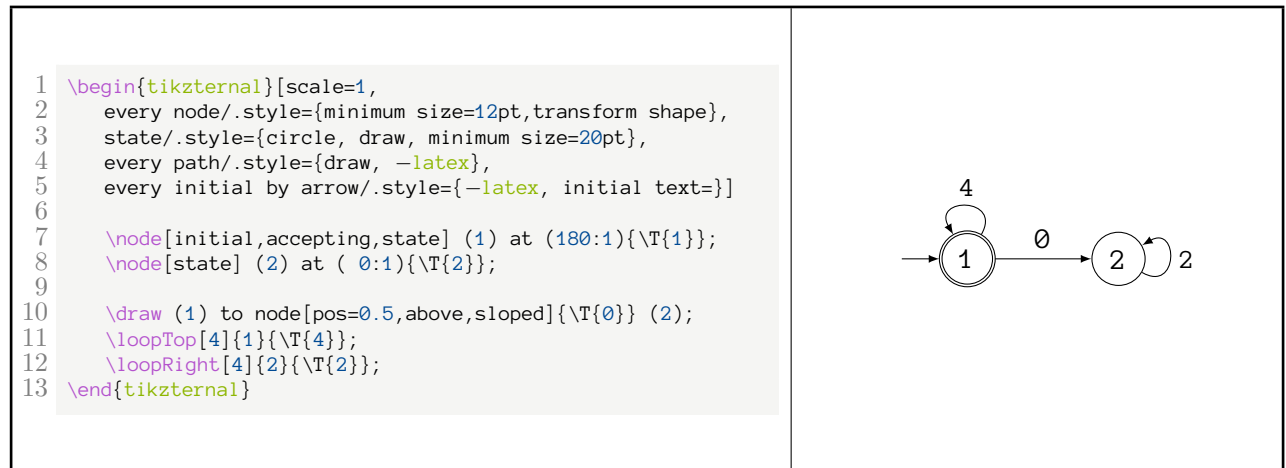 1 \begin{tikzternal}[scale=1,
2 every node/.style={minimum size=12pt,transform shape},
3 state/.style={circle, draw, minimum size=20pt},
4 every path/.style={draw, −latex},
5 every initial by arrow/.style={−latex, initial text=}]
6
7 \node[initial,accepting,state] (1) at (180:1){\T{1}};
8 \node[state] (2) at ( 0:1){\T{2}};
9
10 \draw (1) to node[pos=0.5,above,sloped]{\T{0}} (2);
11 \loopTop[4]{1}{\T{4}};
12 \loopRight[4]{2}{\T{2}};
13 \end{tikzternal}
4
0
1 2 2